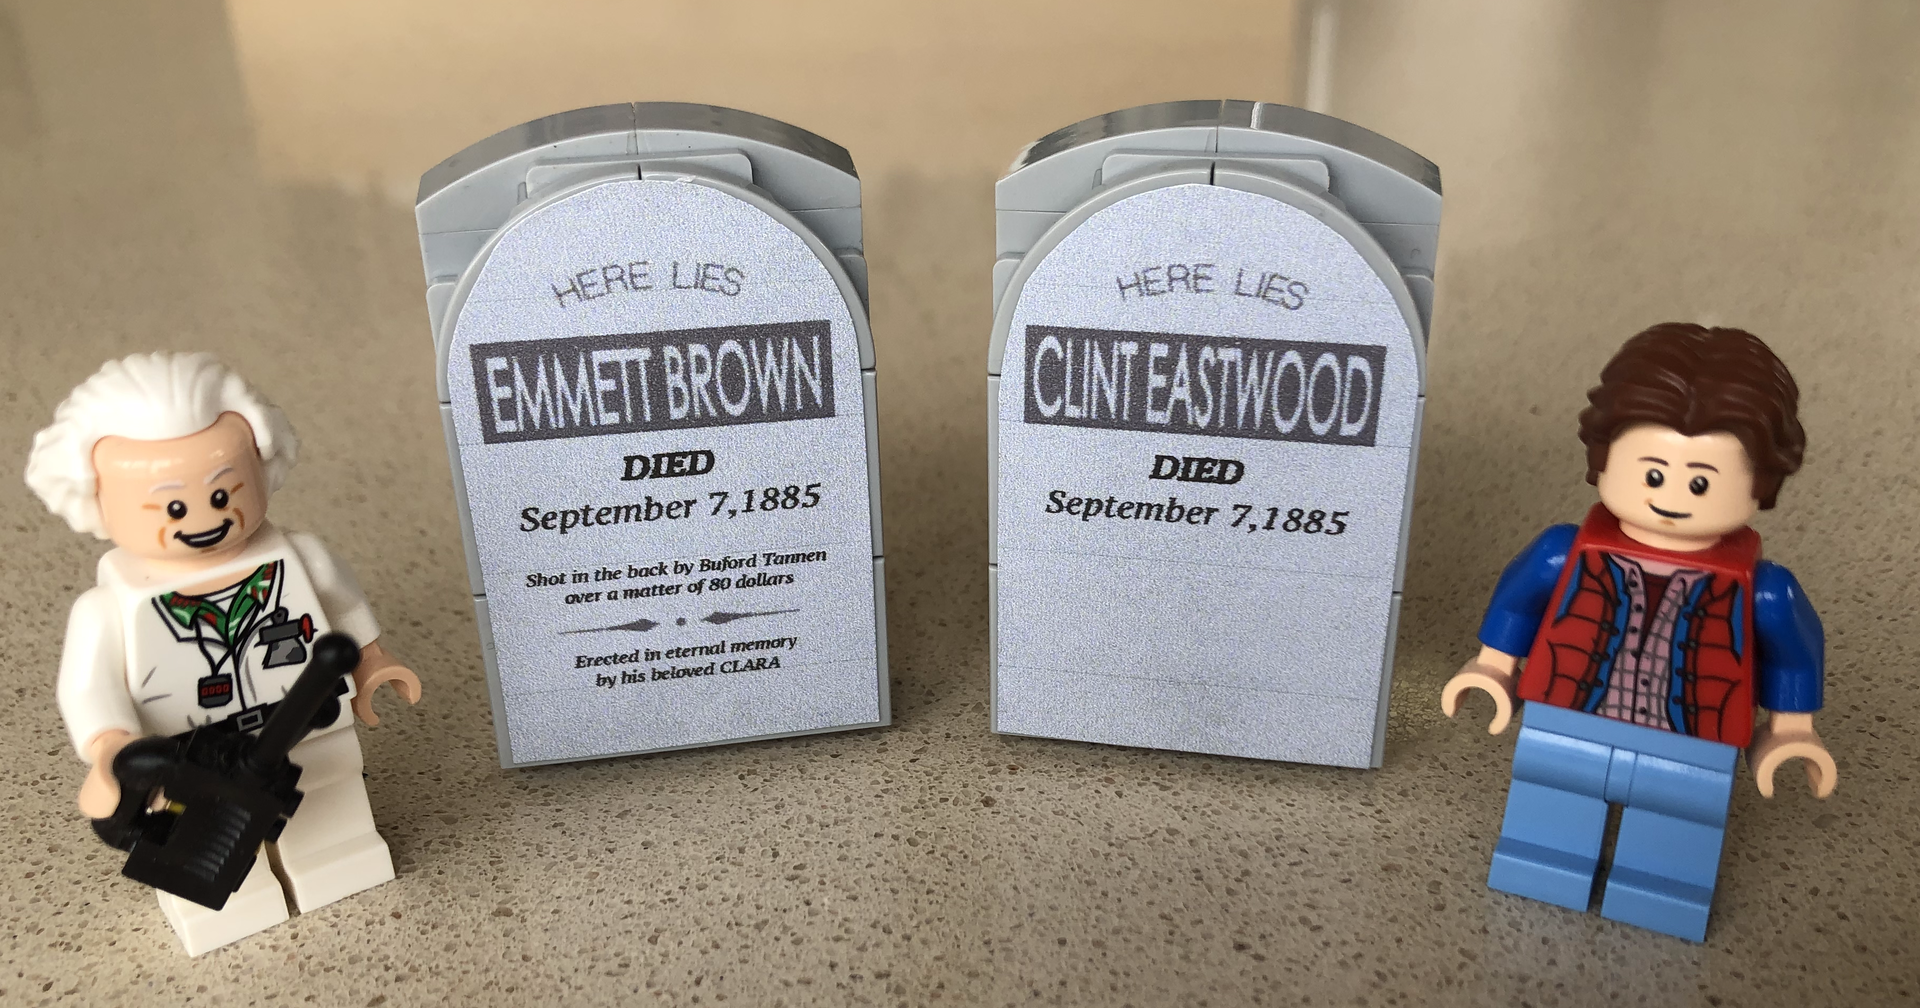 HERE LIES
EMMETT BROWN
DIED
September 7,1885
Shot in the back by Buford Tannen
over a matter of 80 dollars
Erected in eternal memory
by his beloved CLARA
HERE LIES
CLINT EASTWOOD
DIED
September 7,1885